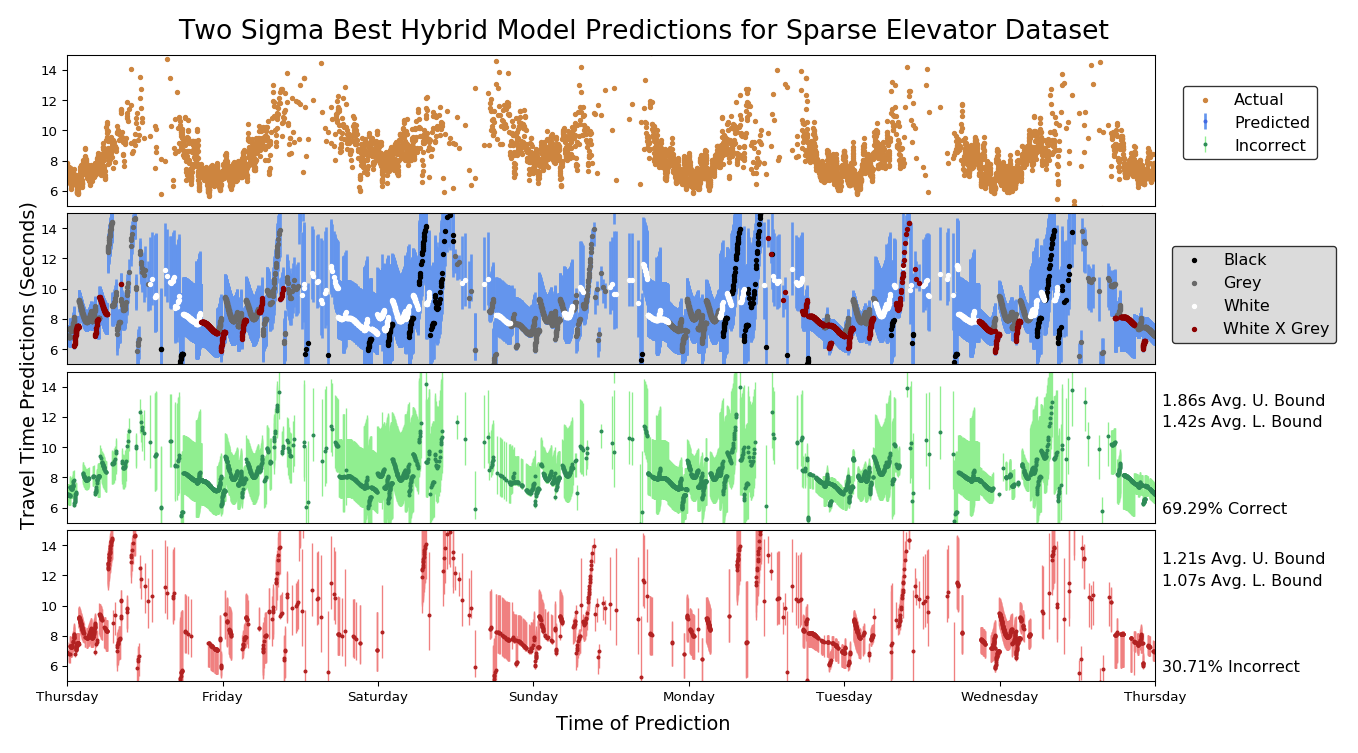 Two Sigma Best Hybrid Model Predictions for Sparse Elevator Dataset
Travel Time Predictions (Seconds)
14
12
10
8
6
Actual
Predicted
Incorrect
14
12
10
8
6
Black
Grey
White
White X Grey
14
12
10
8
6
1.86s Avg. U. Bound
1.42s Avg. L. Bound
69.29% Correct
14
12
10
8
6
1.21s Avg. U. Bound
1.07s Avg. L. Bound
30.71% Incorrect
Thursday Friday Saturday Sunday Monday Tuesday Wednesday Thursday
Time of Prediction